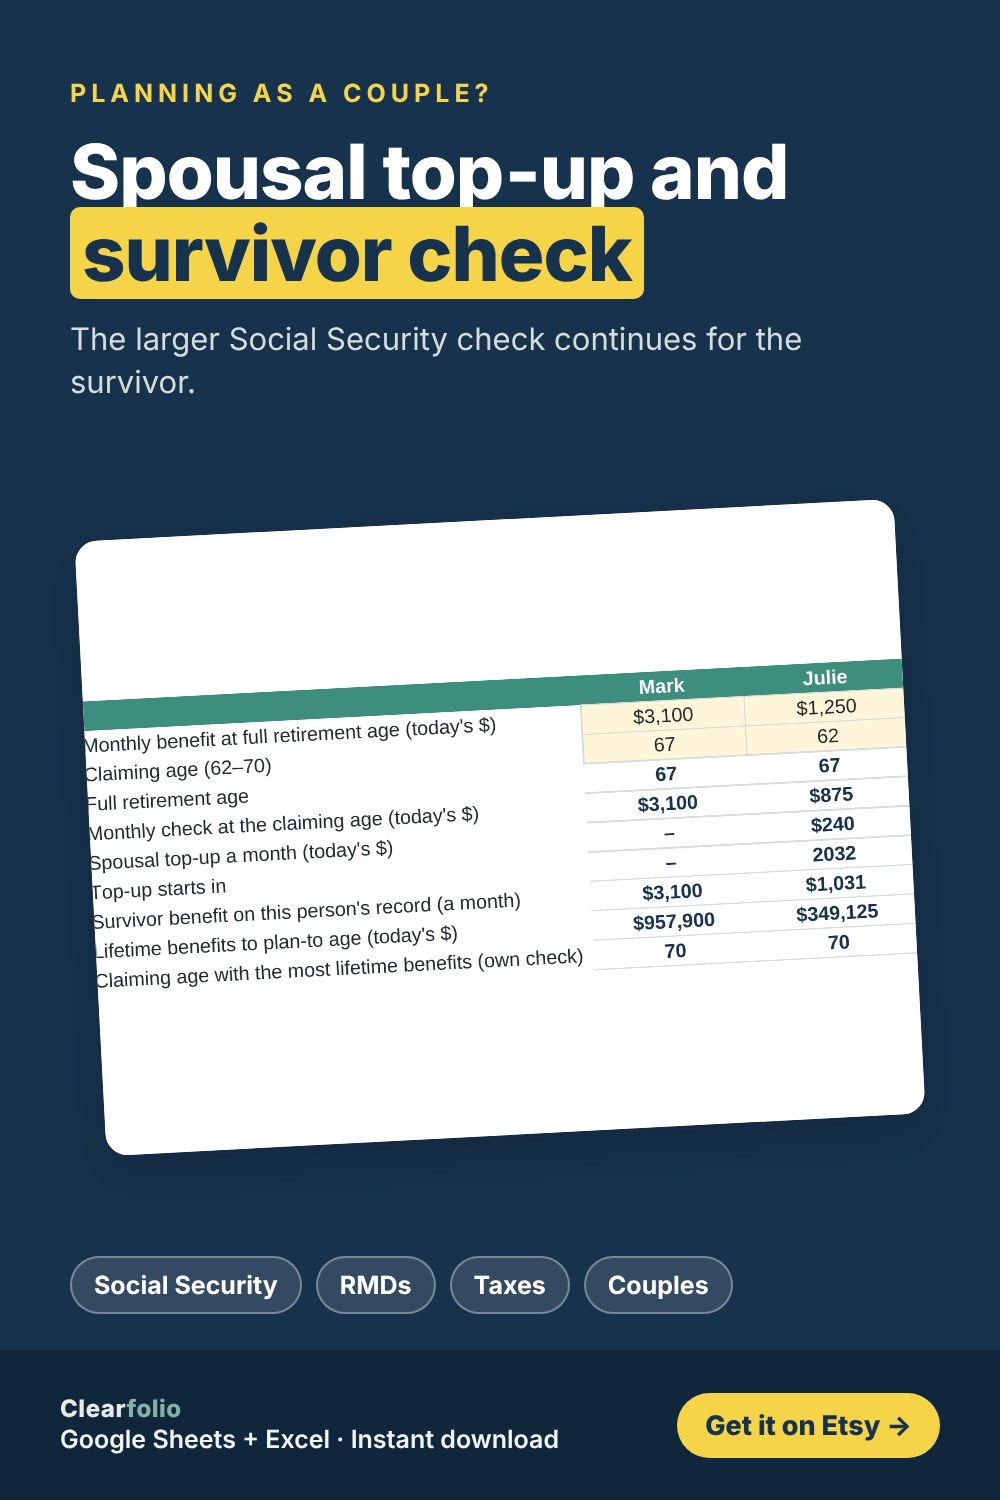 PLANNING AS A COUPLE?
Spousal top-up and
survivor check
The larger Social Security check continues for the
survivor.
Mark Julie
Monthly benefit at full retirement age (today's $) $3,100 $1,250
Claiming age (62–70) 67 62
Full retirement age 67 67
Monthly check at the claiming age (today's $) $3,100 $875
Spousal top-up a month (today's $) – $240
Top-up starts in – 2032
Survivor benefit on this person's record (a month) $3,100 $1,031
Lifetime benefits to plan-to age (today's $) $957,900 $349,125
Claiming age with the most lifetime benefits (own check) 70 70
Social Security RMDs Taxes Couples
Clearfolio
Google Sheets + Excel · Instant download
Get it on Etsy →